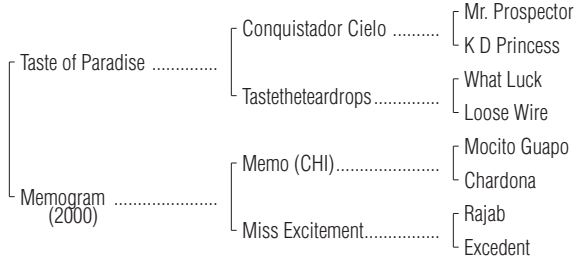 Mr. Prospector
Conquistador Cielo ..........
K D Princess
Taste of Paradise ..............
What Luck
Tastetheteardrops..............
Loose Wire
Mocito Guapo
Memo (CHI)......................
Chardona
Memogram ......................
(2000)
Rajab
Miss Excitement................
Excedent